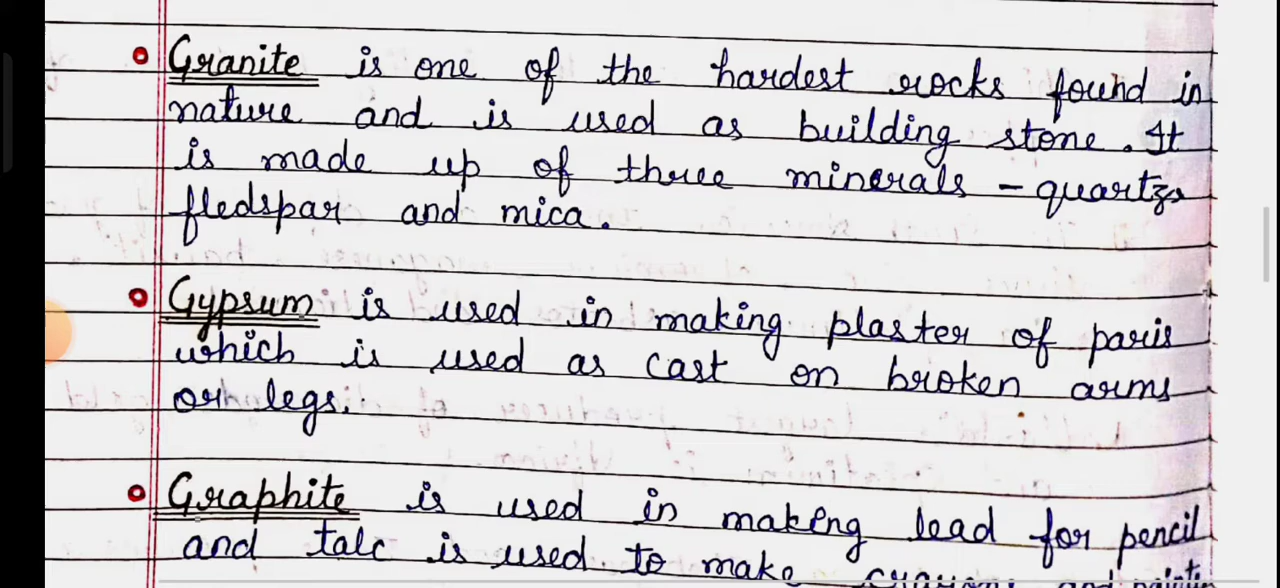 Granite is one of the hardest rocks found in
nature and is used as building stone. It
is made up of three minerals - quartz,
fledspar and mica.
Gypsum is used in making plaster of paris
which is used as cast on broken arms
or legs.
Graphite is used in making lead for pencil
and talc is used to make crayons and paints